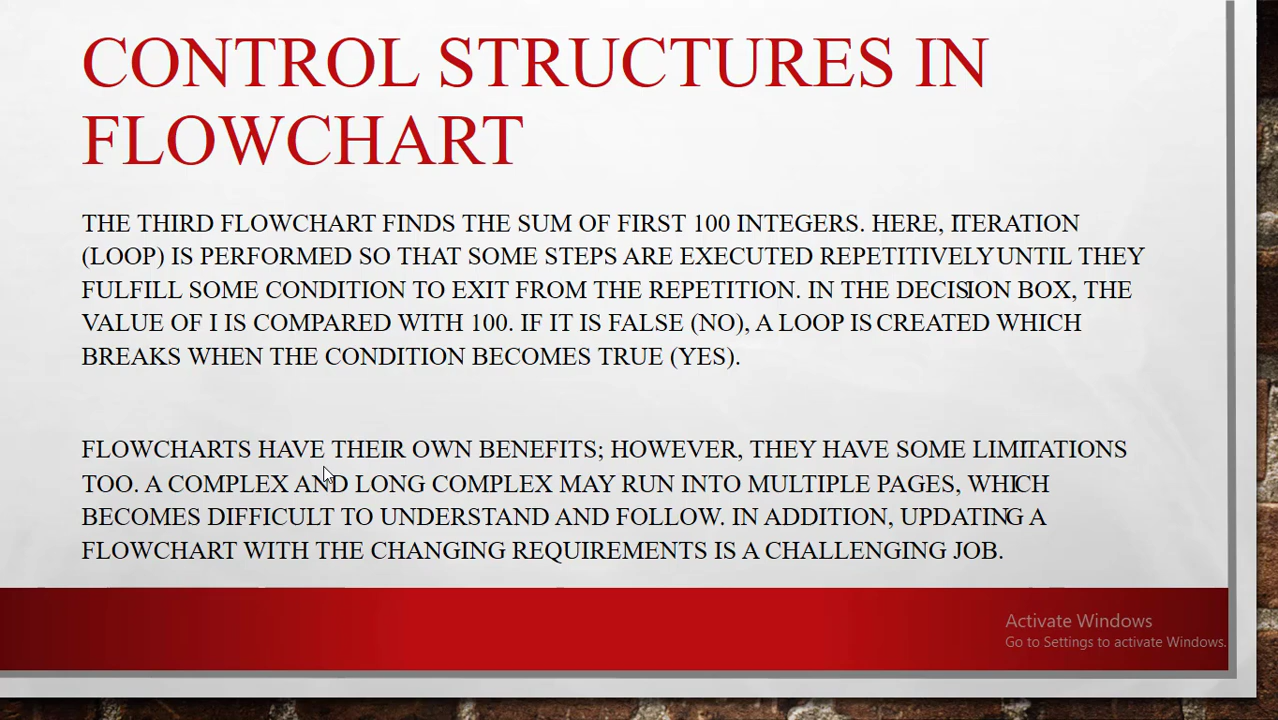 CONTROL STRUCTURES IN
FLOWCHART
THE THIRD FLOWCHART FINDS THE SUM OF FIRST 100 INTEGERS. HERE, ITERATION
(LOOP) IS PERFORMED SO THAT SOME STEPS ARE EXECUTED REPETITIVELY UNTIL THEY
FULFILL SOME CONDITION TO EXIT FROM THE REPETITION. IN THE DECISION BOX, THE
VALUE OF I IS COMPARED WITH 100. IF IT IS FALSE (NO), A LOOP IS CREATED WHICH
BREAKS WHEN THE CONDITION BECOMES TRUE (YES).
FLOWCHARTS HAVE THEIR OWN BENEFITS; HOWEVER, THEY HAVE SOME LIMITATIONS
TOO. A COMPLEX AND LONG COMPLEX MAY RUN INTO MULTIPLE PAGES, WHICH
BECOMES DIFFICULT TO UNDERSTAND AND FOLLOW. IN ADDITION, UPDATING A
FLOWCHART WITH THE CHANGING REQUIREMENTS IS A CHALLENGING JOB.
Activate Windows
Go to Settings to activate Windows.